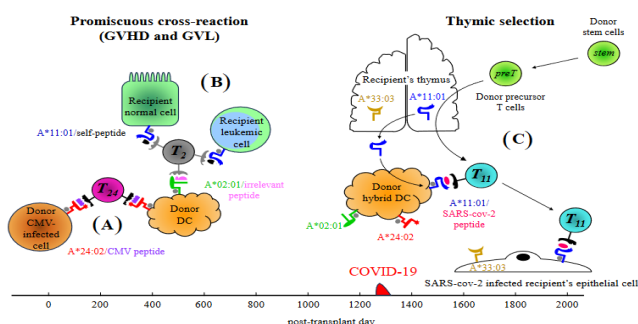 Promiscuous cross-reaction
(GVHD and GVL)
Thymic selection
Donor
stem cells
stem
preT
Donor precursor
T cells
Recipient's thymus
A*33:03
A*11:01
(B)
Recipient
normal cell
Recipient
leukemic
cell
A*11:01/self-peptide
T2
A*02:01/irrelevant
peptide
T24
(A)
Donor
CMV-
infected
cell
Donor
DC
A*24:02/CMV peptide
(C)
T11
Donor
hybrid DC
A*11:01/
SARS-cov-2
peptide
A*02:01
A*24:02
T11
A*33:03
SARS-cov-2 infected recipient's epithelial cell
COVID-19
0
200
400
600
800
1000
1200
1400
1600
1800
2000
post-transplant day